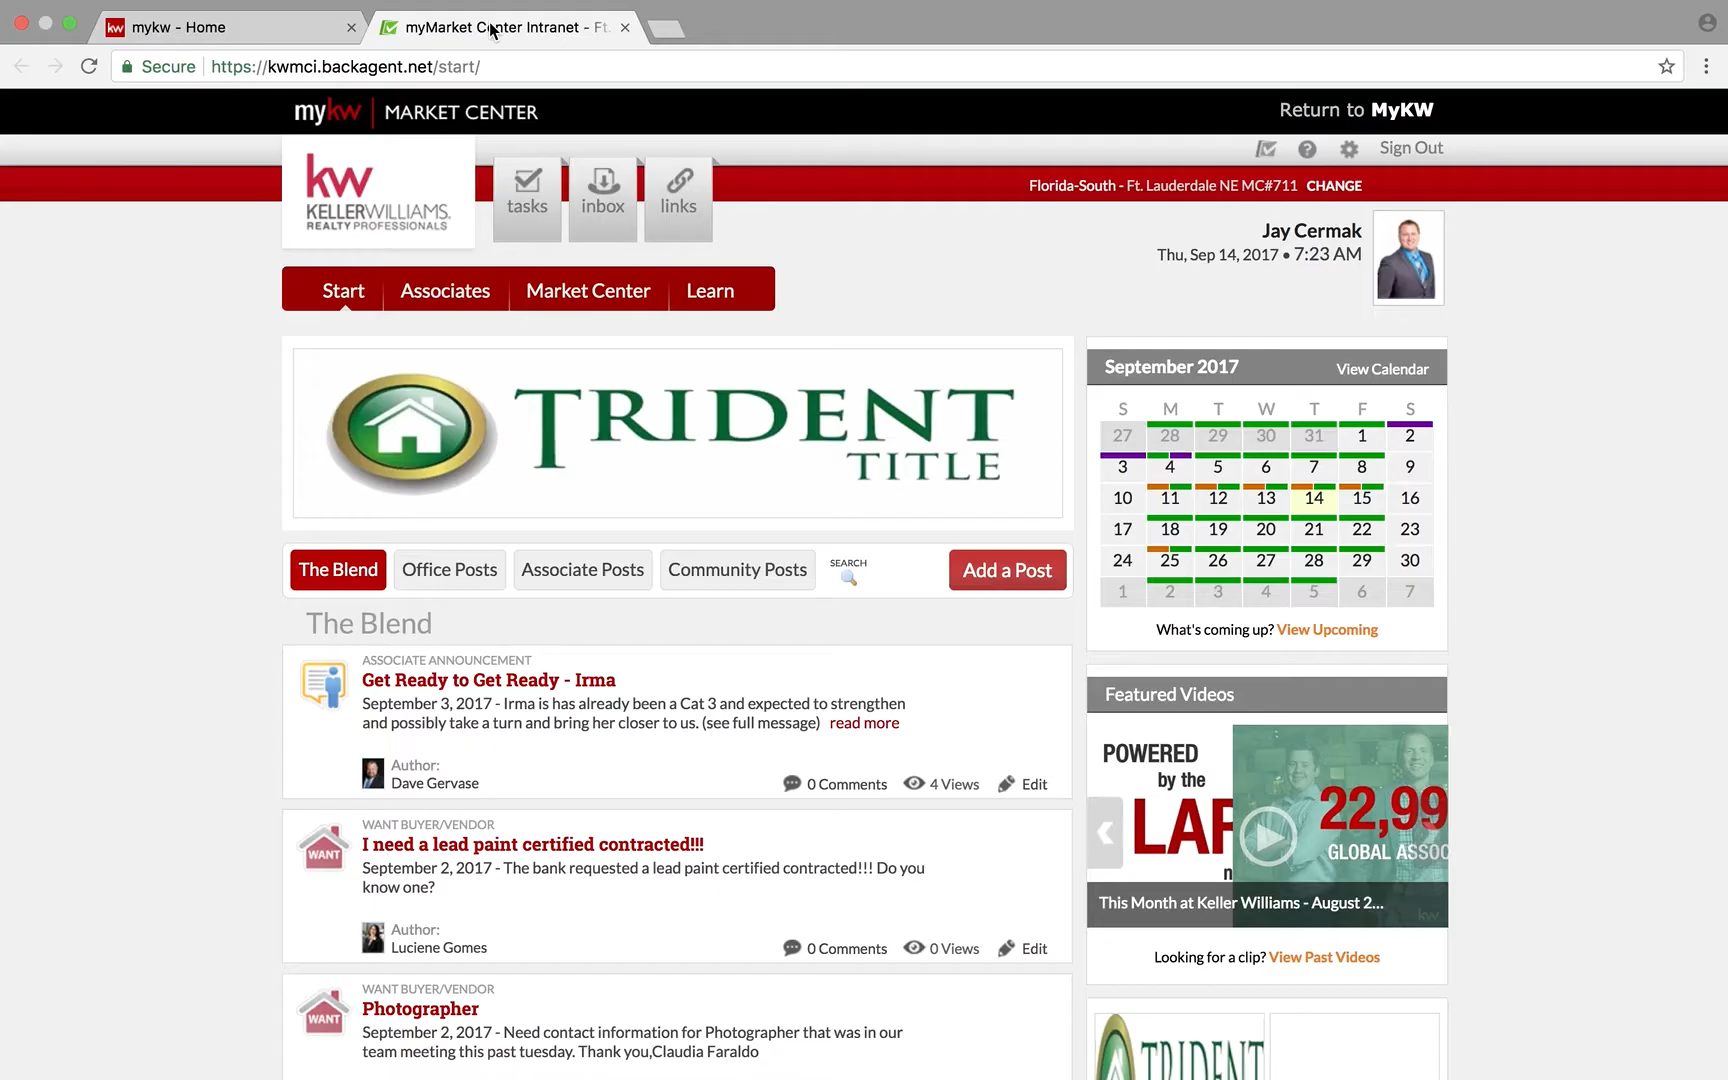 kw mykw - Home
myMarket Center Intranet - Ft.
Secure https://kwmci.backagent.net/start/
mykw MARKET CENTER
Return to MyKW
Sign Out
kw
KELLERWILLIAMS.
REALTY PROFESSIONALS
tasks
inbox
links
Florida-South - Ft. Lauderdale NE MC#711 CHANGE
Jay Cermak
Thu, Sep 14, 2017 • 7:23 AM
Start Associates Market Center Learn
TRIDENT
TITLE
September 2017 View Calendar
S M T W T F S
27 28 29 30 31 1 2
3 4 5 6 7 8 9
10 11 12 13 14 15 16
17 18 19 20 21 22 23
24 25 26 27 28 29 30
1 2 3 4 5 6 7
What's coming up? View Upcoming
The Blend Office Posts Associate Posts Community Posts SEARCH Add a Post
The Blend
ASSOCIATE ANNOUNCEMENT
Get Ready to Get Ready - Irma
September 3, 2017 - Irma is has already been a Cat 3 and expected to strengthen
and possibly take a turn and bring her closer to us. (see full message) read more
Author:
Dave Gervase
0 Comments 4 Views Edit
WANT BUYER/VENDOR
WANT
I need a lead paint certified contracted!!!
September 2, 2017 - The bank requested a lead paint certified contracted!!! Do you
know one?
Author:
Luciene Gomes
0 Comments 0 Views Edit
WANT BUYER/VENDOR
WANT
Photographer
September 2, 2017 - Need contact information for Photographer that was in our
team meeting this past tuesday. Thank you,Claudia Faraldo
Featured Videos
POWERED
by the
LAR
n
22,99
GLOBAL ASSOC
This Month at Keller Williams - August 2...
kw
Looking for a clip? View Past Videos
TRIDENT